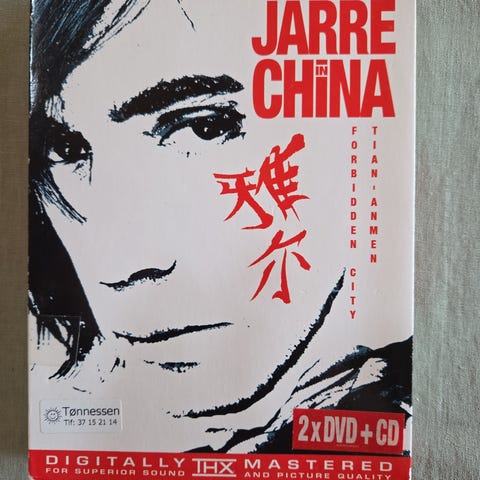 JARRE
IN
CHINA
FORBIDDEN CITY
TIAN'ANMEN
雅
尔
Tønnessen
Tlf: 37 15 21 14
2xDVD+CD
DIGITALLY THX MASTERED
FOR SUPERIOR SOUND AND PICTURE QUALITY